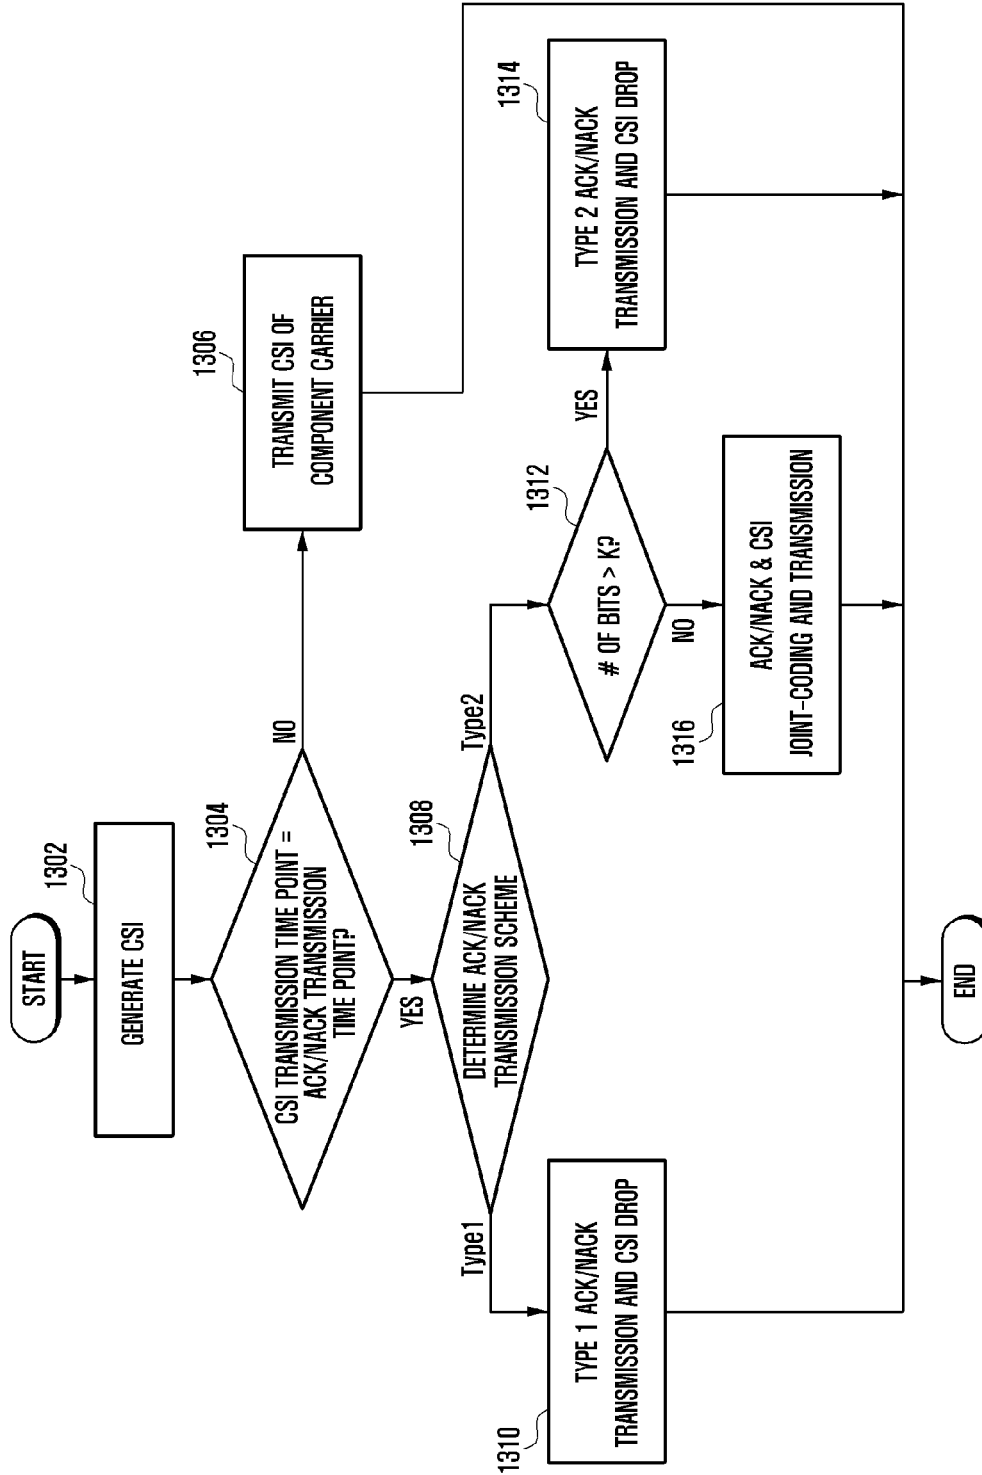 START
1302
GENERATE CSI
1304
CSI TRANSMISSION TIME POINT =
ACK/NACK TRANSMISSION
TIME POINT?
NO
1306
TRANSMIT CSI OF
COMPONENT CARRIER
YES
1308
DETERMINE ACK/NACK
TRANSMISSION SCHEME
Type1
Type2
1310
TYPE 1 ACK/NACK
TRANSMISSION AND CSI DROP
1312
# OF BITS > K?
YES
1314
TYPE 2 ACK/NACK
TRANSMISSION AND CSI DROP
NO
1316
ACK/NACK & CSI
JOINT-CODING AND TRANSMISSION
END